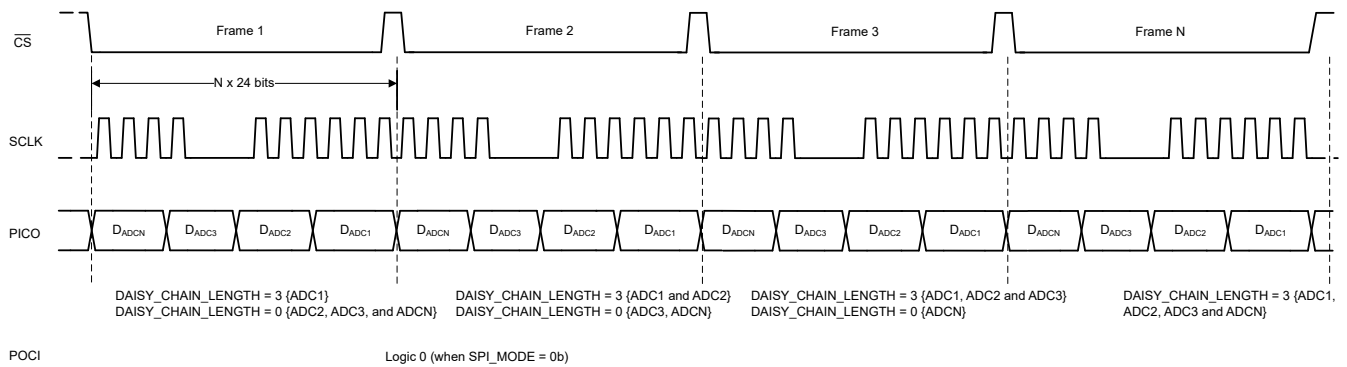 CS
Frame 1
Frame 2
Frame 3
Frame N
N x 24 bits
SCLK
PICO
DADCN DADC3 DADC2 DADC1 DADCN DADC3 DADC2 DADC1 DADCN DADC3 DADC2 DADC1 DADCN DADC3 DADC2 DADC1
DAISY_CHAIN_LENGTH = 3 {ADC1}
DAISY_CHAIN_LENGTH = 0 {ADC2, ADC3, and ADCN}
DAISY_CHAIN_LENGTH = 3 {ADC1 and ADC2}
DAISY_CHAIN_LENGTH = 0 {ADC3, ADCN}
DAISY_CHAIN_LENGTH = 3 {ADC1, ADC2 and ADC3}
DAISY_CHAIN_LENGTH = 0 {ADCN}
DAISY_CHAIN_LENGTH = 3 {ADC1,
ADC2, ADC3 and ADCN}
POCI
Logic 0 (when SPI_MODE = 0b)